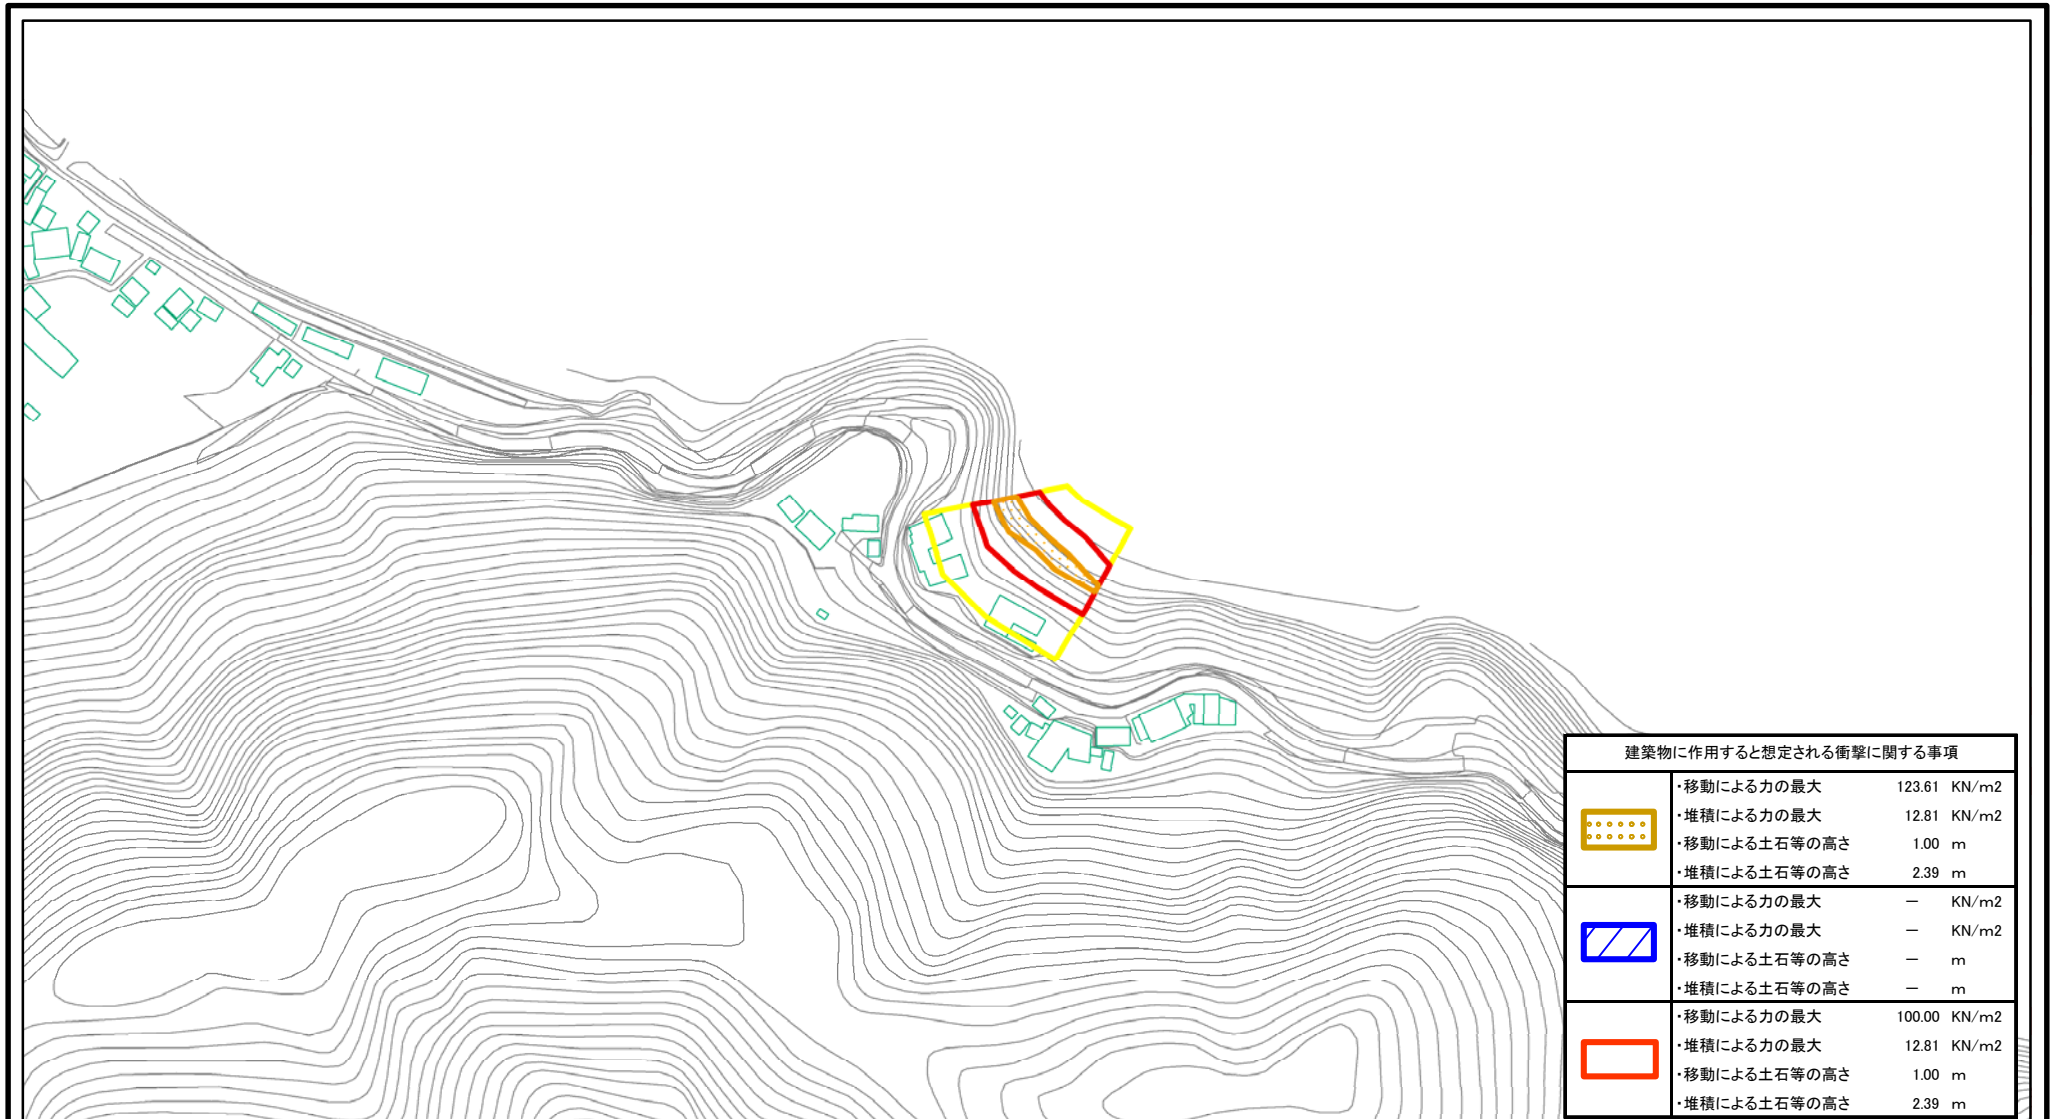 建築物に作用すると想定される衝撃に関する事項
・移動による力の最大 123.61 KN/m2
・堆積による力の最大 12.81 KN/m2
・移動による土石等の高さ 1.00 m
・堆積による土石等の高さ 2.39 m
・移動による力の最大 － KN/m2
・堆積による力の最大 － KN/m2
・移動による土石等の高さ － m
・堆積による土石等の高さ － m
・移動による力の最大 100.00 KN/m2
・堆積による力の最大 12.81 KN/m2
・移動による土石等の高さ 1.00 m
・堆積による土石等の高さ 2.39 m